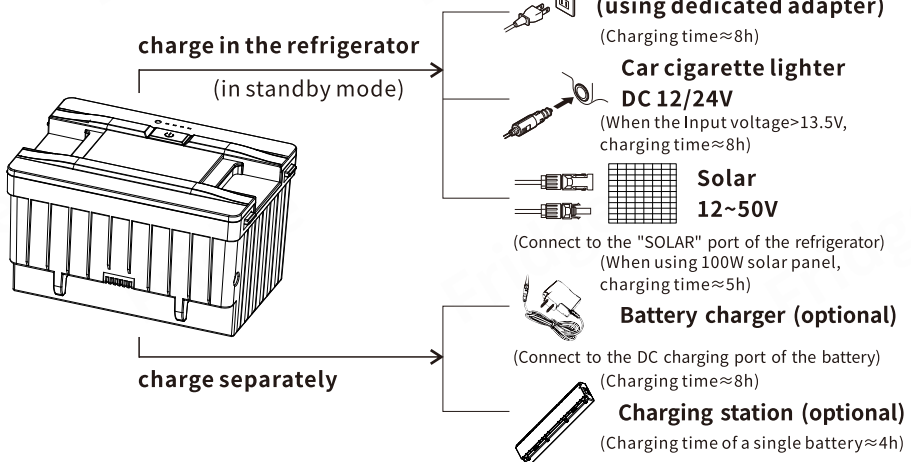 (using dedicated adapter)
(Charging time≈8h)
charge in the refrigerator
(in standby mode)
Car cigarette lighter
DC 12/24V
(When the Input voltage>13.5V,
charging time≈8h)
Solar
12~50V
(Connect to the "SOLAR" port of the refrigerator)
(When using 100W solar panel,
charging time≈5h)
Battery charger (optional)
(Connect to the DC charging port of the battery)
(Charging time≈8h)
charge separately
Charging station (optional)
(Charging time of a single battery≈4h)